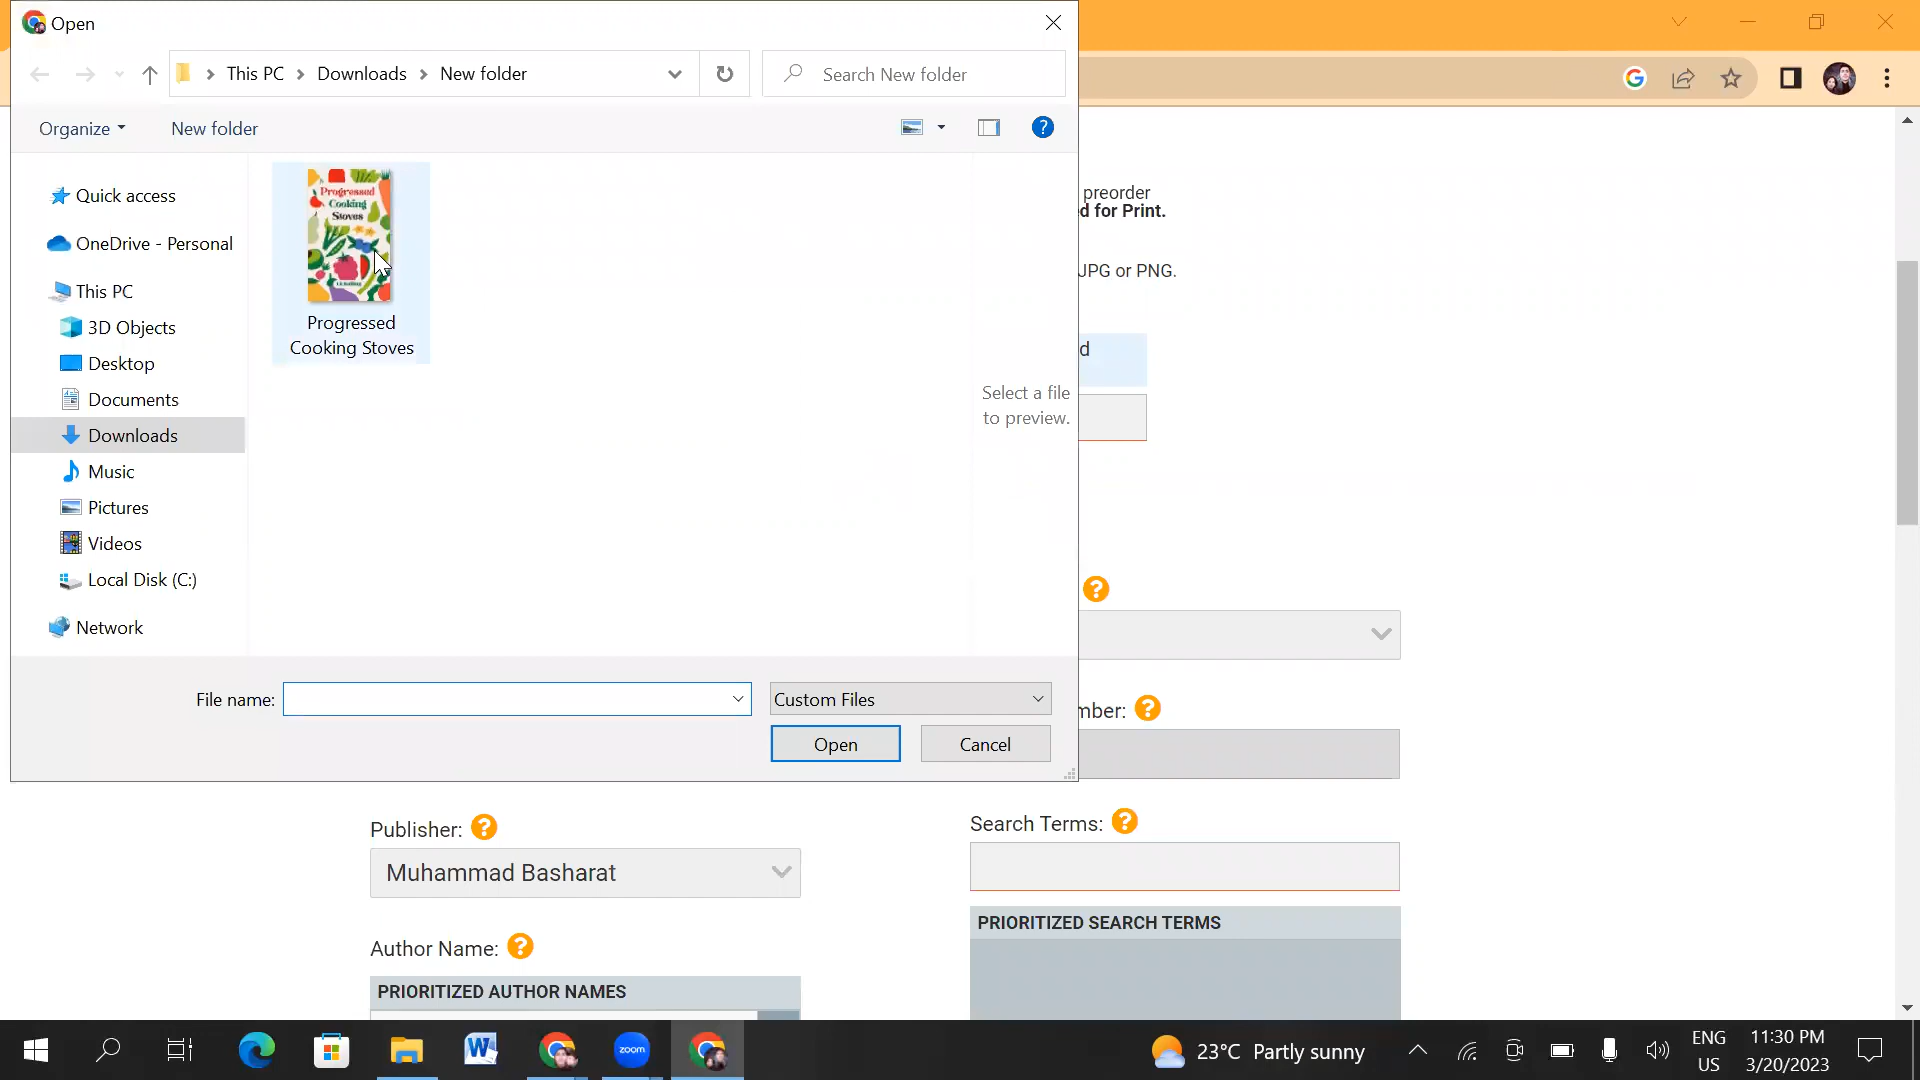 Open
This PC
Downloads
New folder
Search New folder
Organize
New folder
Quick access
OneDrive - Personal
This PC
3D Objects
Desktop
Documents
Downloads
Music
Pictures
Videos
Local Disk (C:)
Network
Progressed
Cooking
Stoves
Progressed
Cooking Stoves
Select a file
to preview.
File name:
Custom Files
Open
Cancel
preorder
d for Print.
JPG or PNG.
d
mber:
Publisher:
Muhammad Basharat
Author Name:
PRIORITIZED AUTHOR NAMES
Search Terms:
PRIORITIZED SEARCH TERMS
zoom
23°C Partly sunny
ENG
US
11:30 PM
3/20/2023